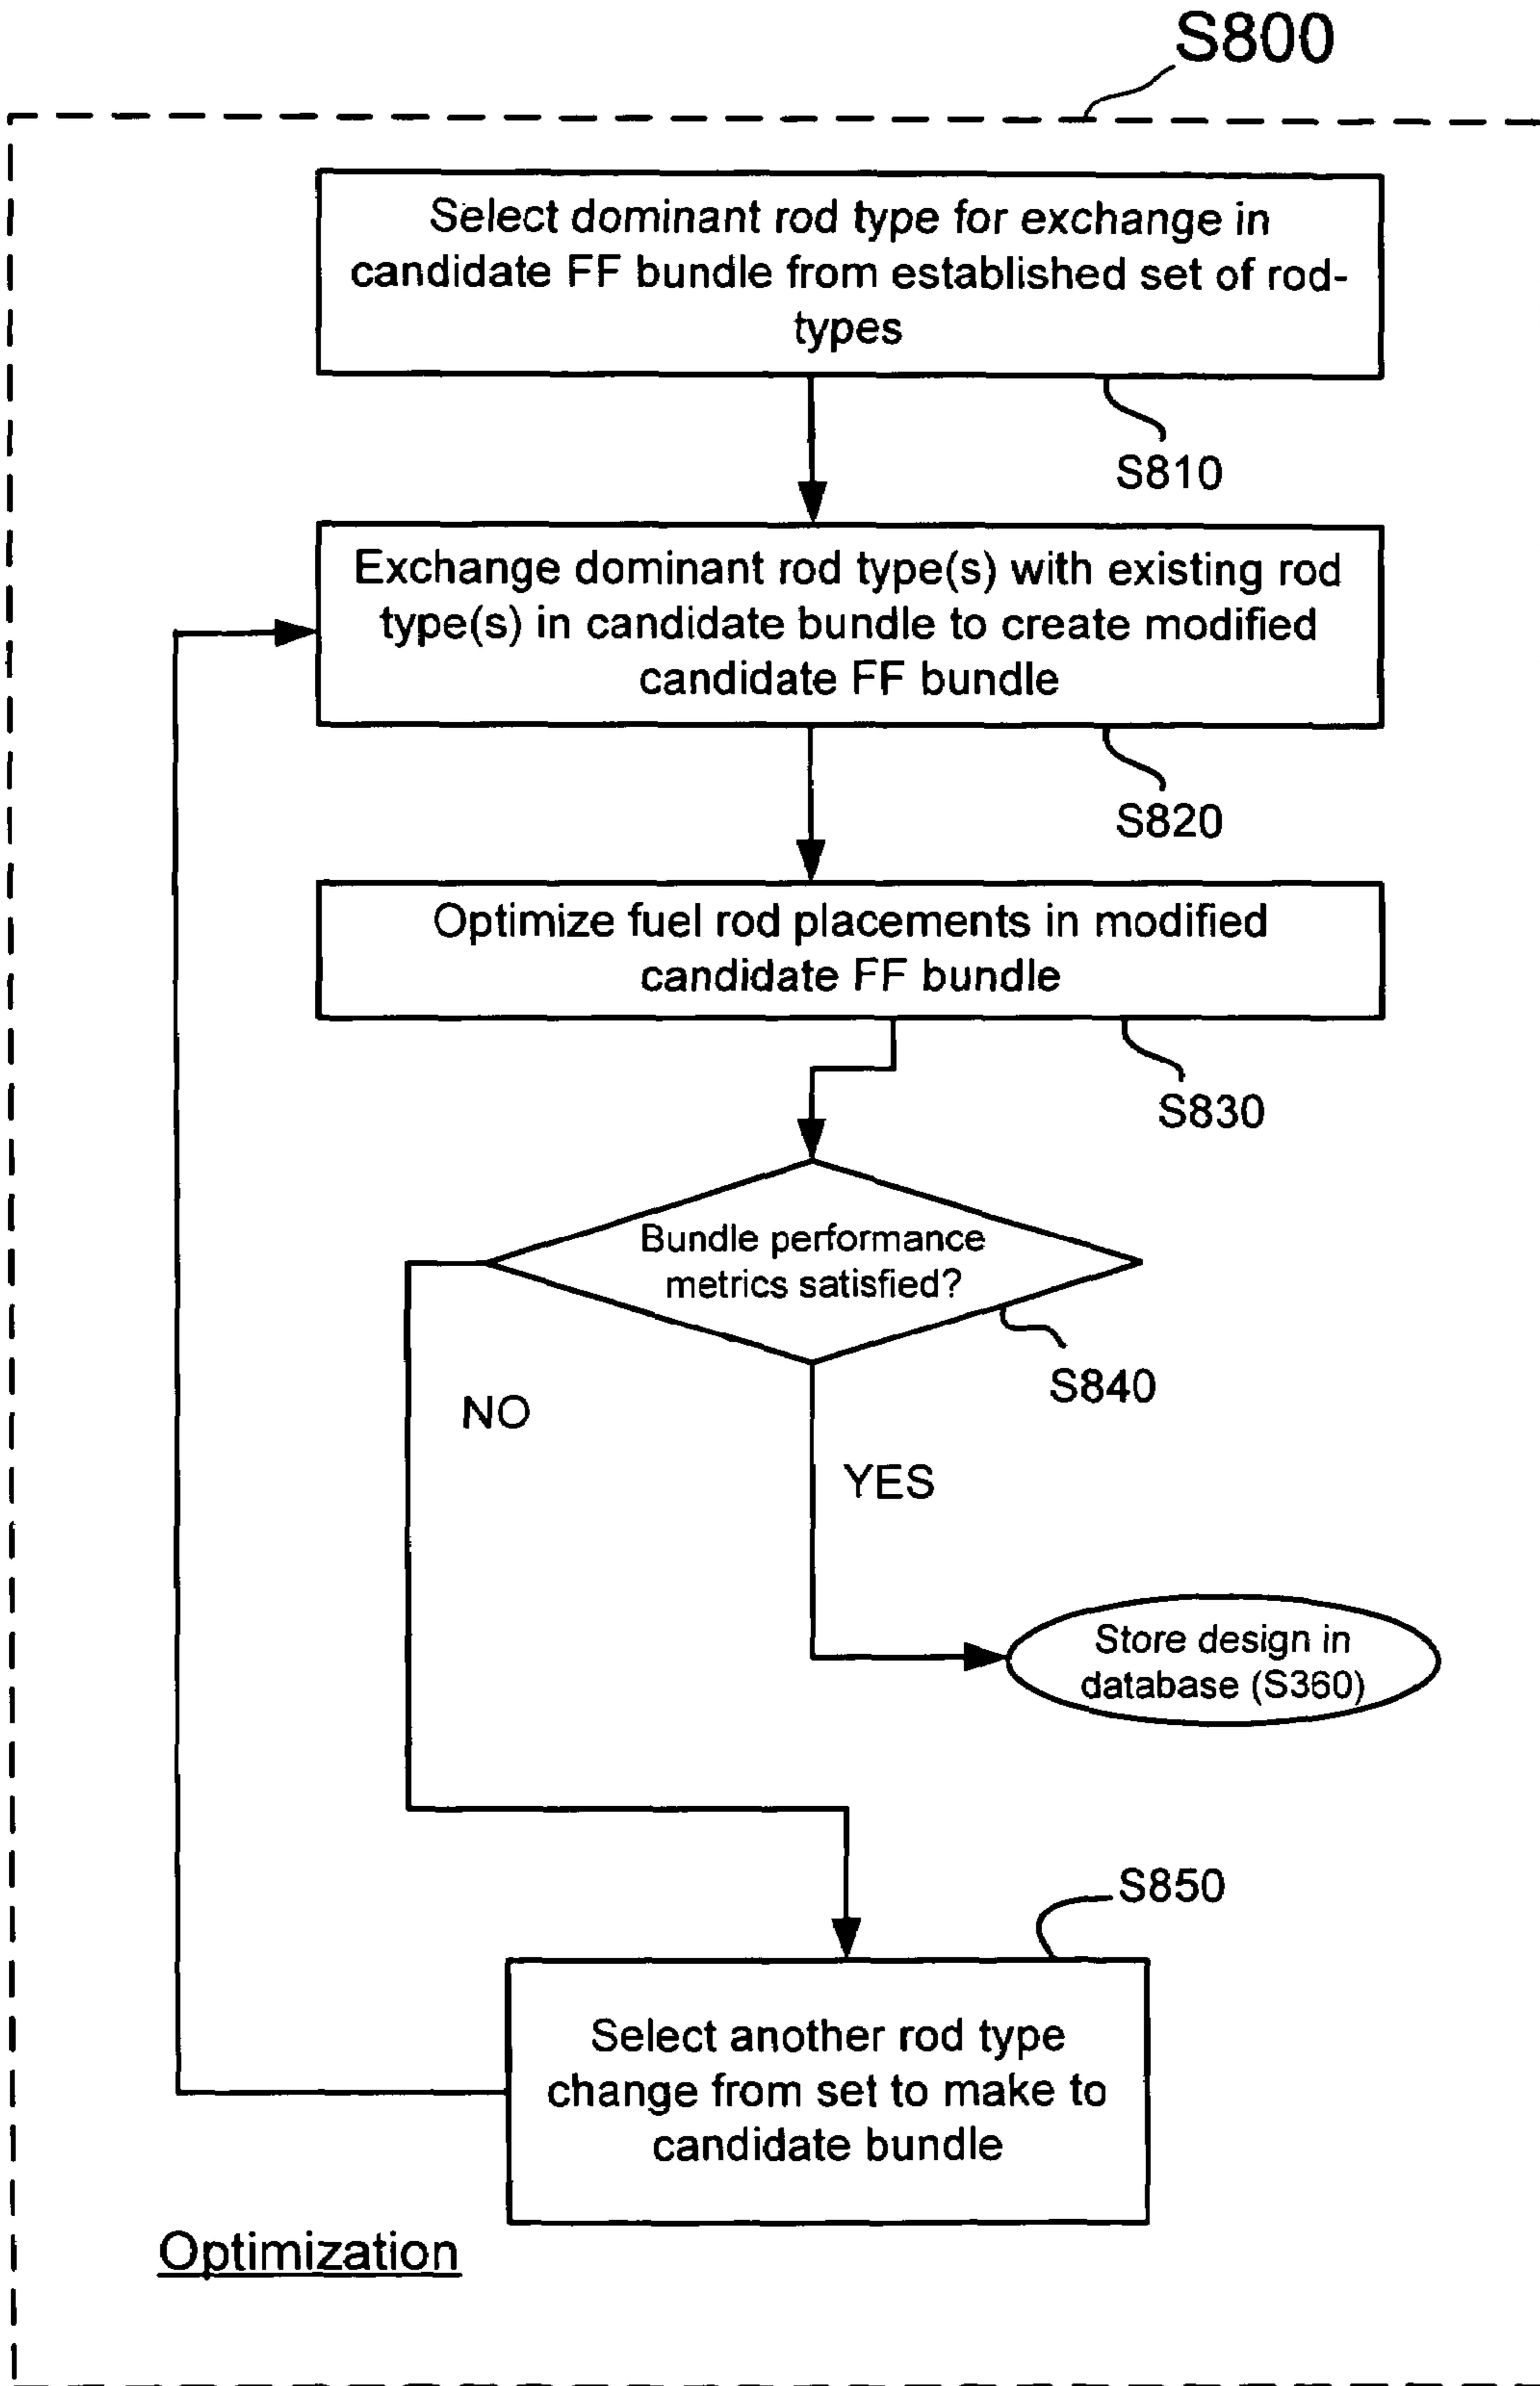 S800
Select dominant rod type for exchange in
candidate FF bundle from established set of rod-
types
S810
Exchange dominant rod type(s) with existing rod
type(s) in candidate bundle to create modified
candidate FF bundle
S820
Optimize fuel rod placements in modified
candidate FF bundle
S830
Bundle performance
metrics satisfied?
S840
NO
YES
Store design in
database (S360)
S850
Select another rod type
change from set to make to
candidate bundle
Optimization